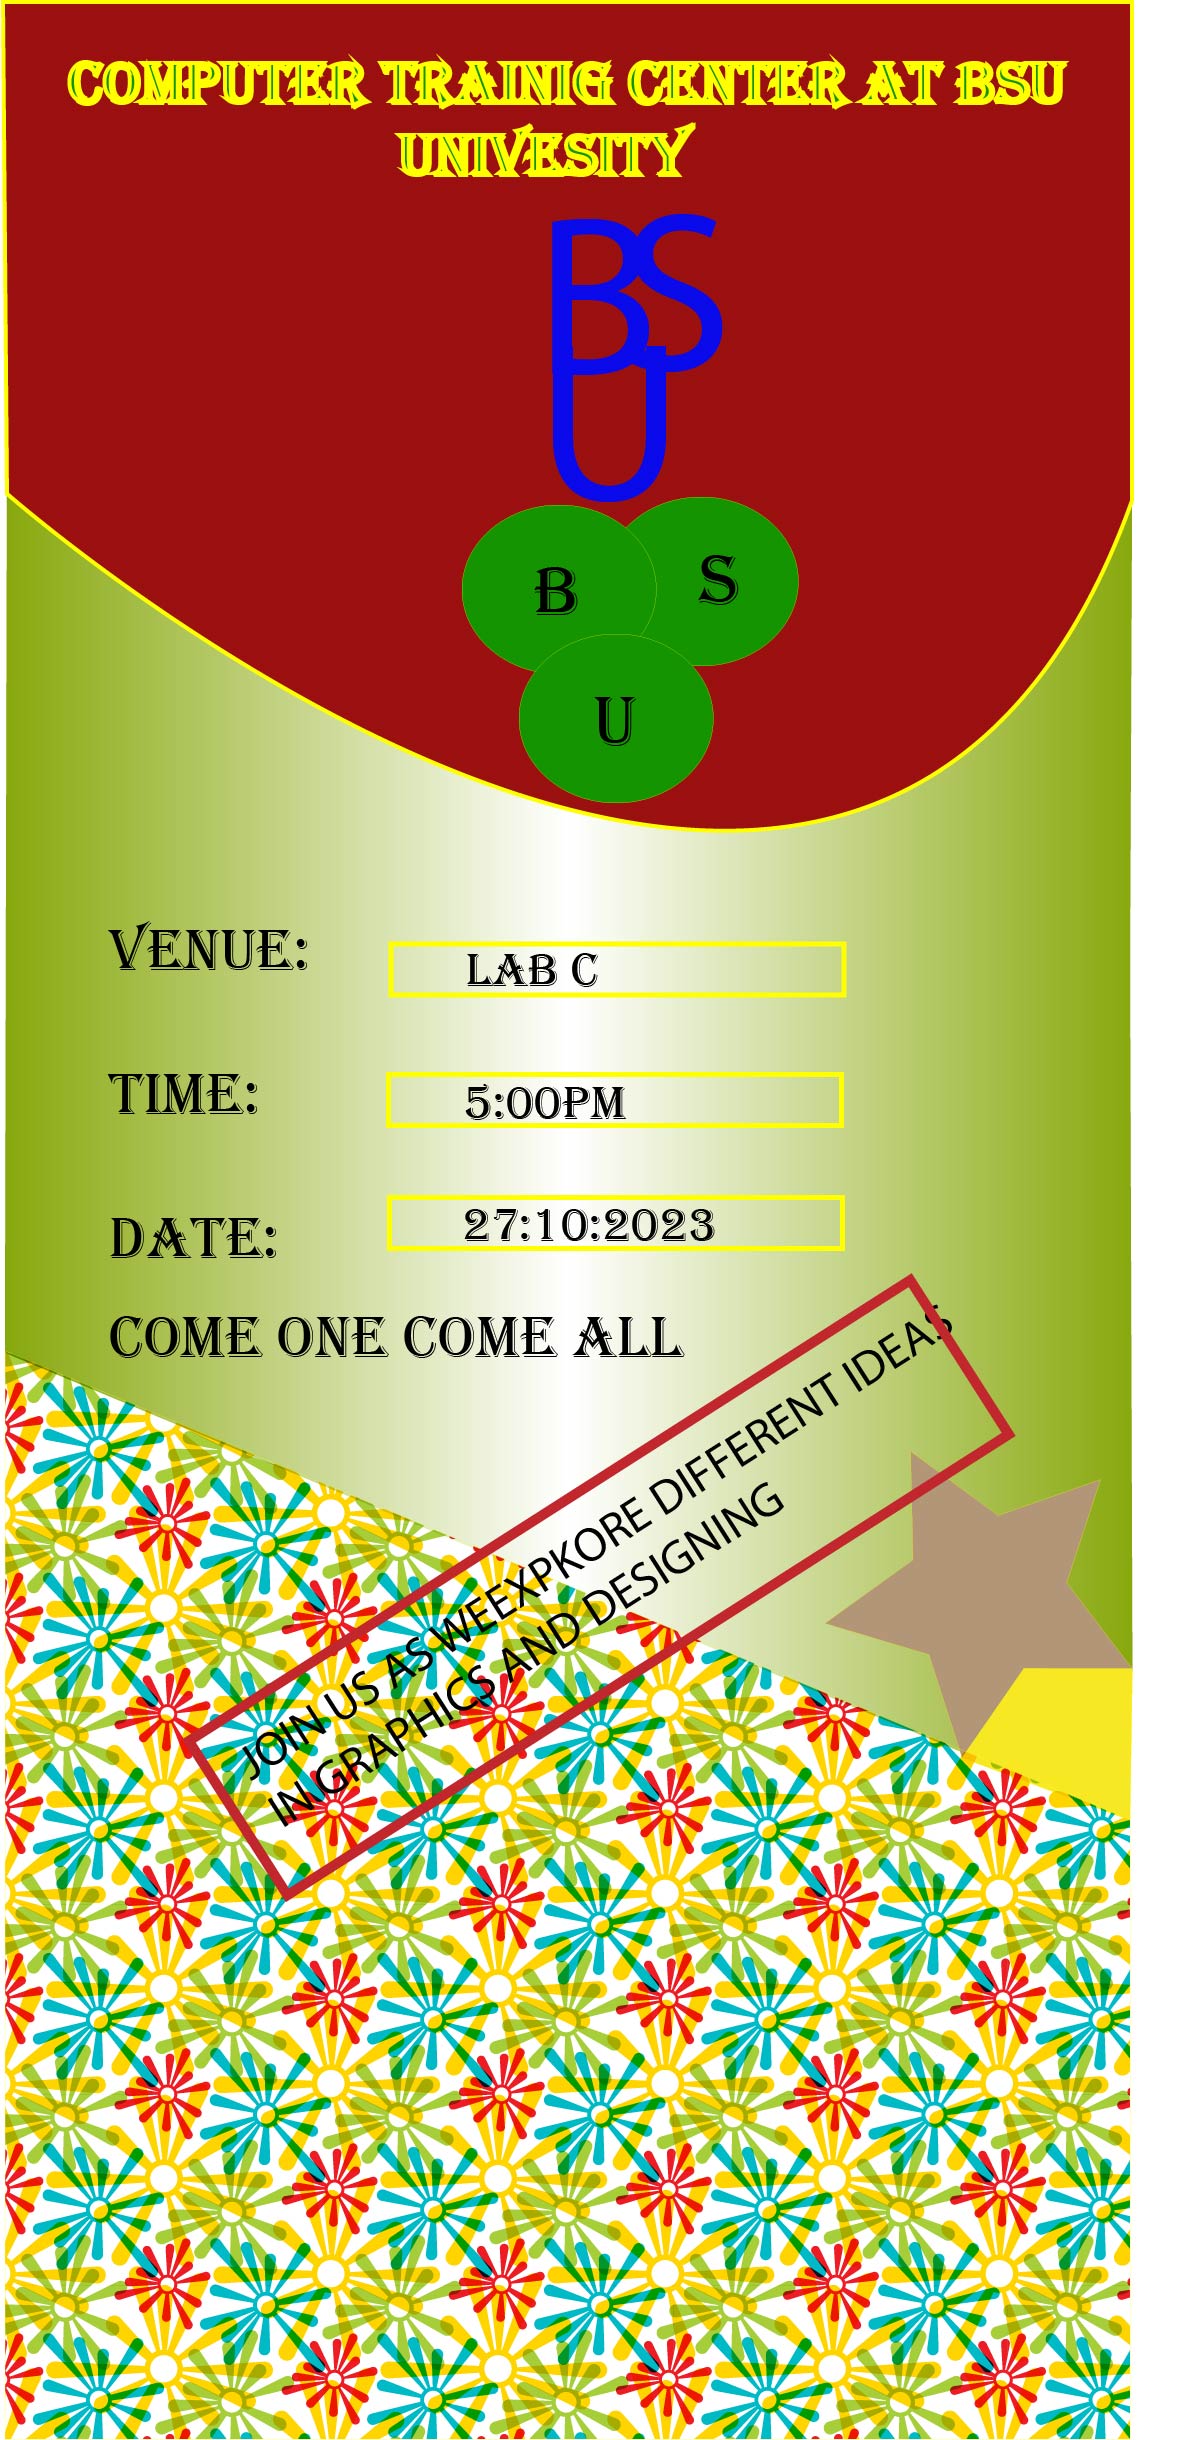 COMPUTER TRAINIG CENTER AT BSU
UNIVESITY
BS
U
B S
U
VENUE: LAB C
TIME: 5:00PM
DATE: 27:10:2023
COME ONE COME ALL
JOIN US AS WEEXPKORE DIFFERENT IDEAS
IN GRAPHICS AND DESIGNING